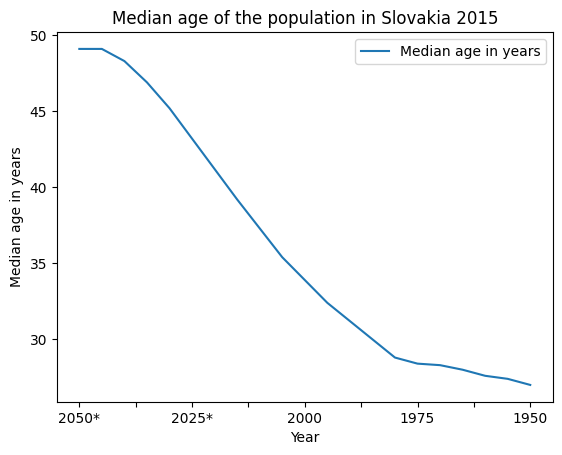 Median age of the population in Slovakia 2015
Median age in years
Median age in years
50
45
40
35
30
2050*
2025*
2000
1975
1950
Year